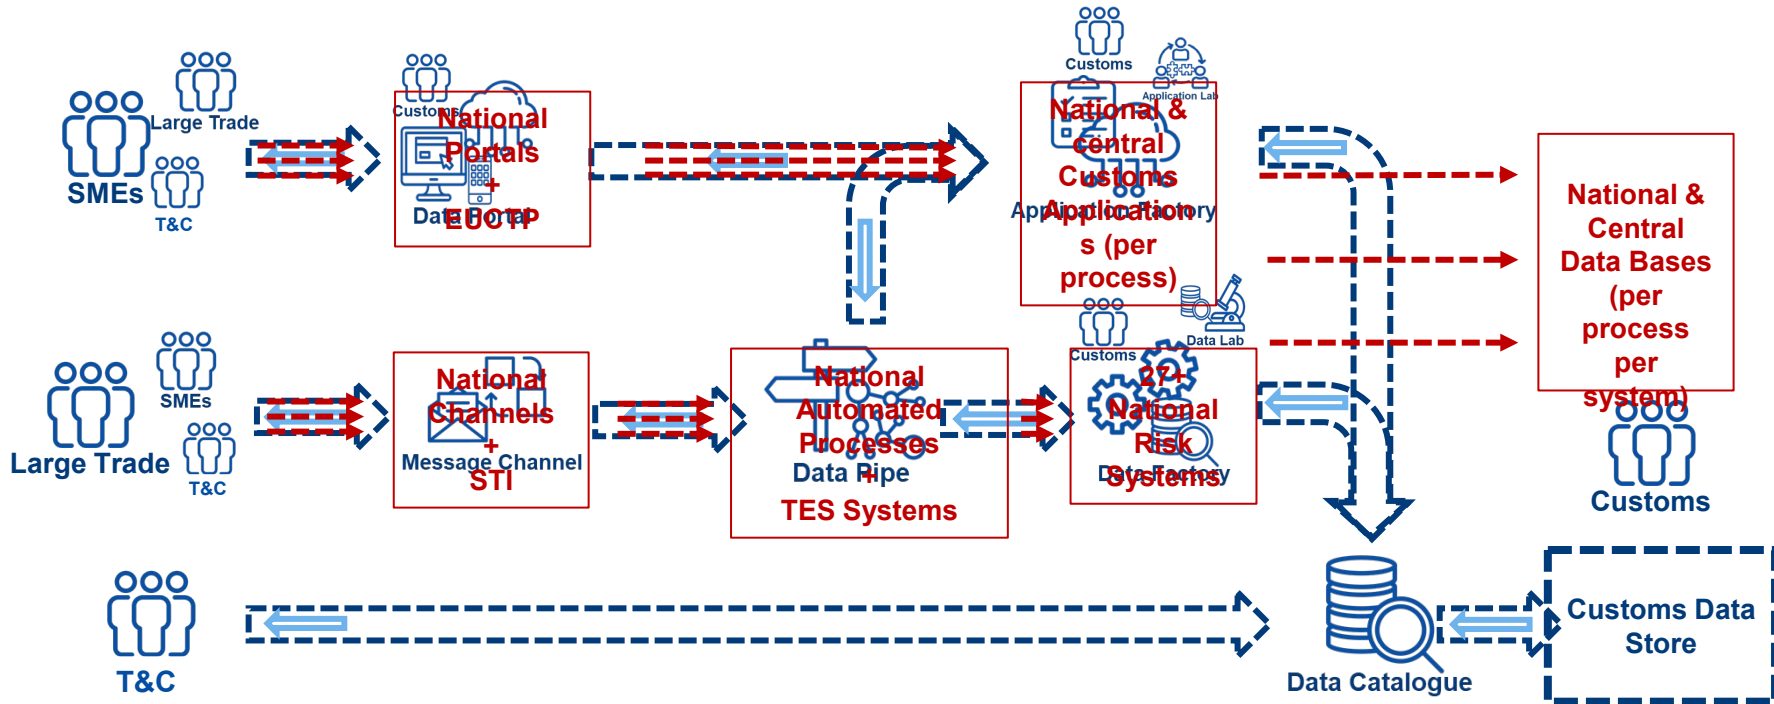 SMEs
Large Trade
T&C
Customs
National
Portals
+
EUCTP
Data Portal
Customs
Application Lab
National &
central
Customs
Application
s (per
process)
Application Factory
National &
Central
Data Bases
(per
process
per
system)
Customs
Large Trade
SMEs
T&C
National
Channels
+
STI
Message Channel
National
Automated
Processes
+
TES Systems
Data Pipe
Customs
Data Lab
27+
National
Risk
Systems
Data Factory
T&C
Data Catalogue
Customs Data
Store